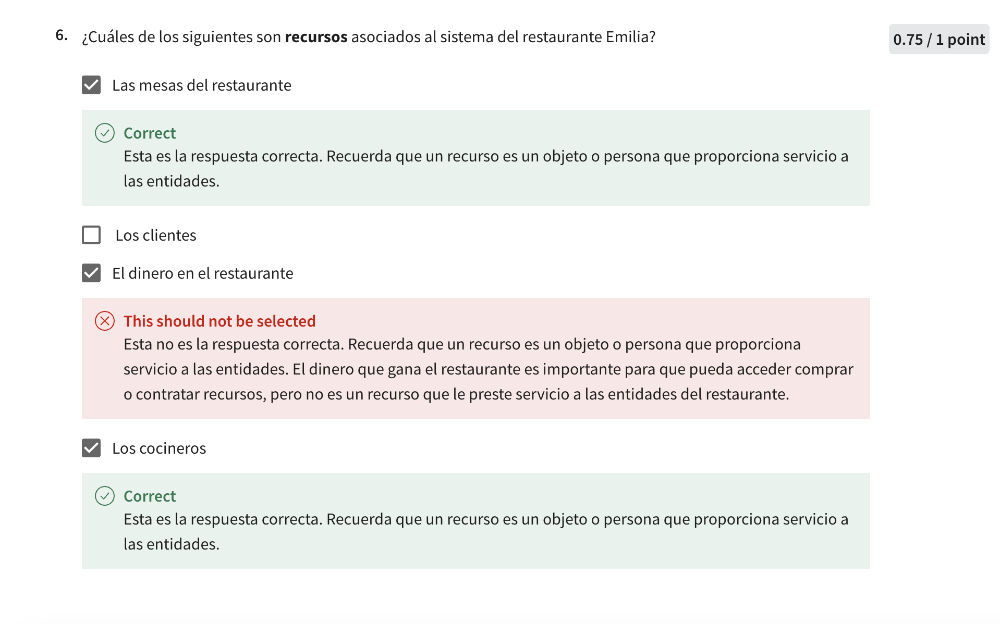 6. ¿Cuáles de los siguientes son recursos asociados al sistema del restaurante Emilia?
0.75 / 1 point
Las mesas del restaurante
Correct
Esta es la respuesta correcta. Recuerda que un recurso es un objeto o persona que proporciona servicio a
las entidades.
Los clientes
El dinero en el restaurante
This should not be selected
Esta no es la respuesta correcta. Recuerda que un recurso es un objeto o persona que proporciona
servicio a las entidades. El dinero que gana el restaurante es importante para que pueda acceder comprar
o contratar recursos, pero no es un recurso que le preste servicio a las entidades del restaurante.
Los cocineros
Correct
Esta es la respuesta correcta. Recuerda que un recurso es un objeto o persona que proporciona servicio a
las entidades.